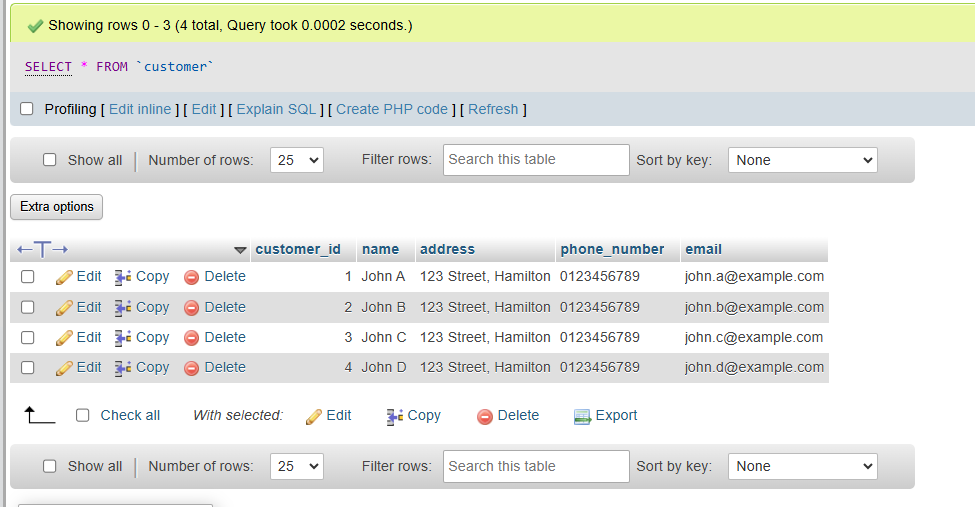 Showing rows 0 - 3 (4 total, Query took 0.0002 seconds.)
SELECT * FROM `customer`
Profiling [ Edit inline ] [ Edit ] [ Explain SQL ] [ Create PHP code ] [ Refresh ]
Show all Number of rows: 25 Filter rows: Search this table Sort by key: None
Extra options
customer_id name address phone_number email
Edit Copy Delete 1 John A 123 Street, Hamilton 0123456789 john.a@example.com
Edit Copy Delete 2 John B 123 Street, Hamilton 0123456789 john.b@example.com
Edit Copy Delete 3 John C 123 Street, Hamilton 0123456789 john.c@example.com
Edit Copy Delete 4 John D 123 Street, Hamilton 0123456789 john.d@example.com
Check all With selected: Edit Copy Delete Export
Show all Number of rows: 25 Filter rows: Search this table Sort by key: None